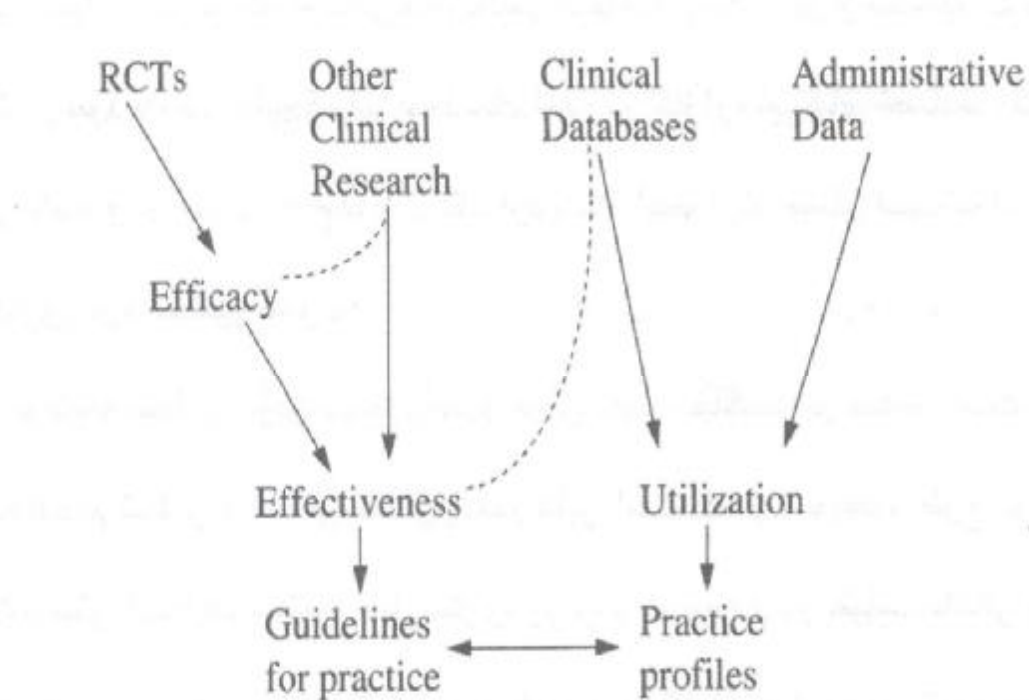 RCTs
Other
Clinical
Research
Clinical
Databases
Administrative
Data
Efficacy
Effectiveness
Utilization
Guidelines
for practice
Practice
profiles